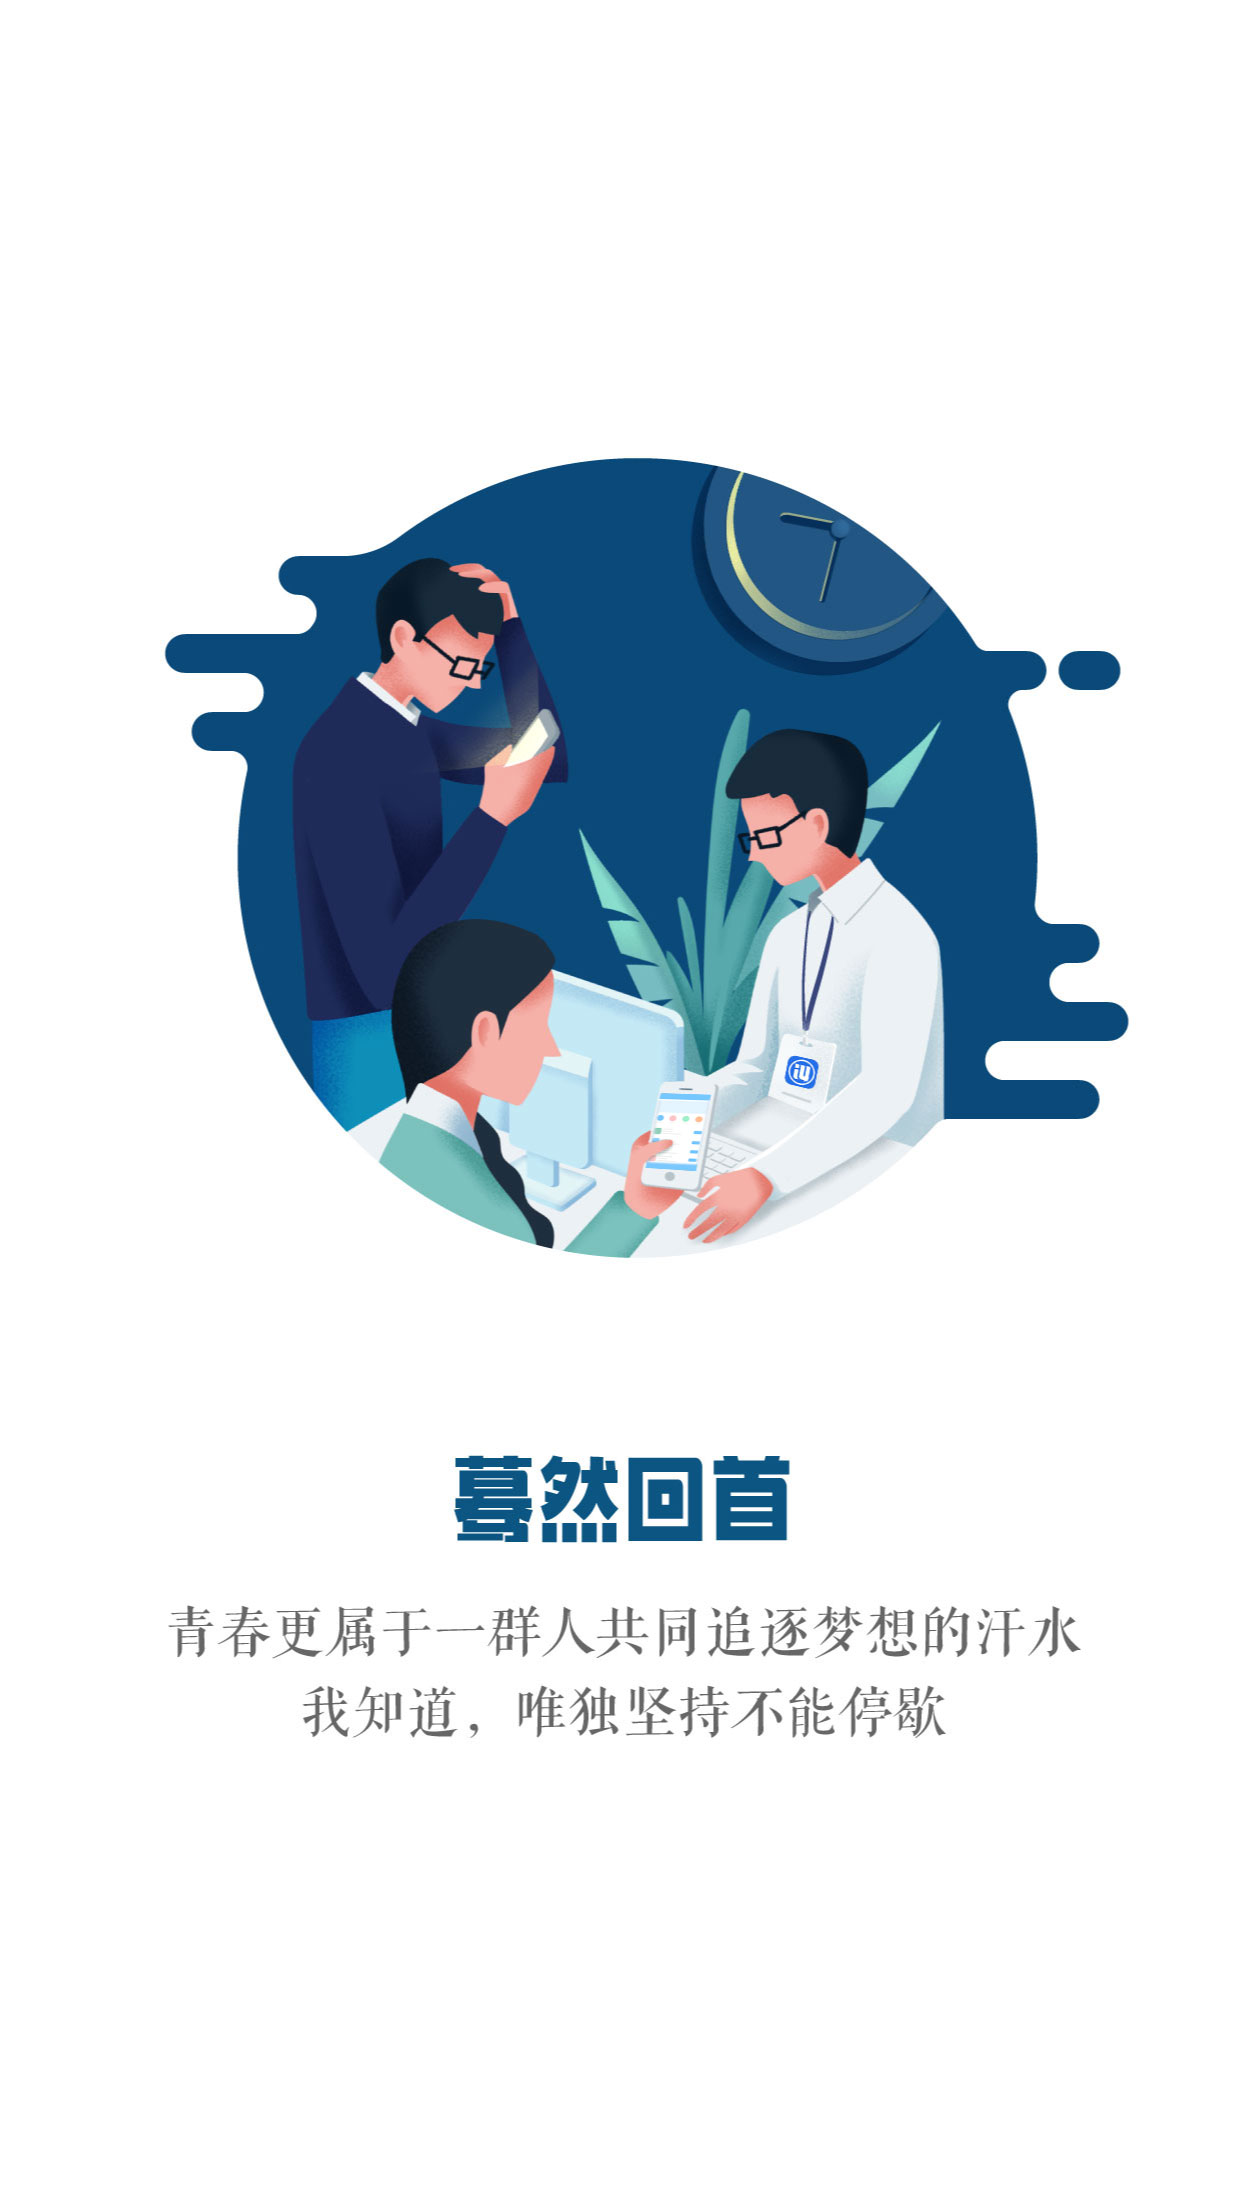 iU
蓦然回首
青春更属于一群人共同追逐梦想的汗水
我知道，唯独坚持不能停歇